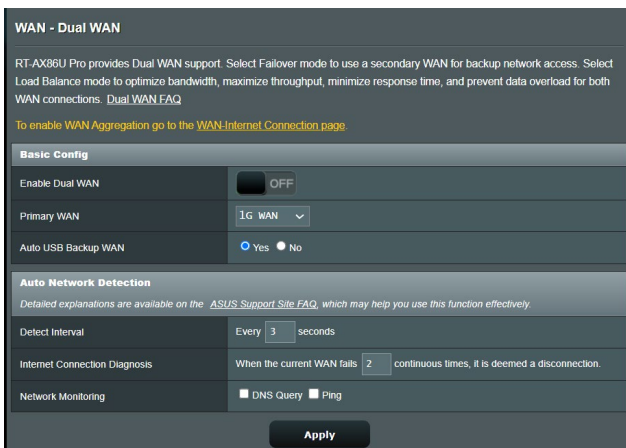 WAN - Dual WAN
RT-AX86U Pro provides Dual WAN support. Select Failover mode to use a secondary WAN for backup network access. Select
Load Balance mode to optimize bandwidth, maximize throughput, minimize response time, and prevent data overload for both
WAN connections. Dual WAN FAQ
To enable WAN Aggregation go to the WAN-Internet Connection page.
Basic Config
Enable Dual WAN OFF
Primary WAN 1G WAN
Auto USB Backup WAN Yes No
Auto Network Detection
Detailed explanations are available on the ASUS Support Site FAQ, which may help you use this function effectively.
Detect Interval Every 3 seconds
Internet Connection Diagnosis When the current WAN fails 2 continuous times, it is deemed a disconnection.
Network Monitoring DNS Query Ping
Apply